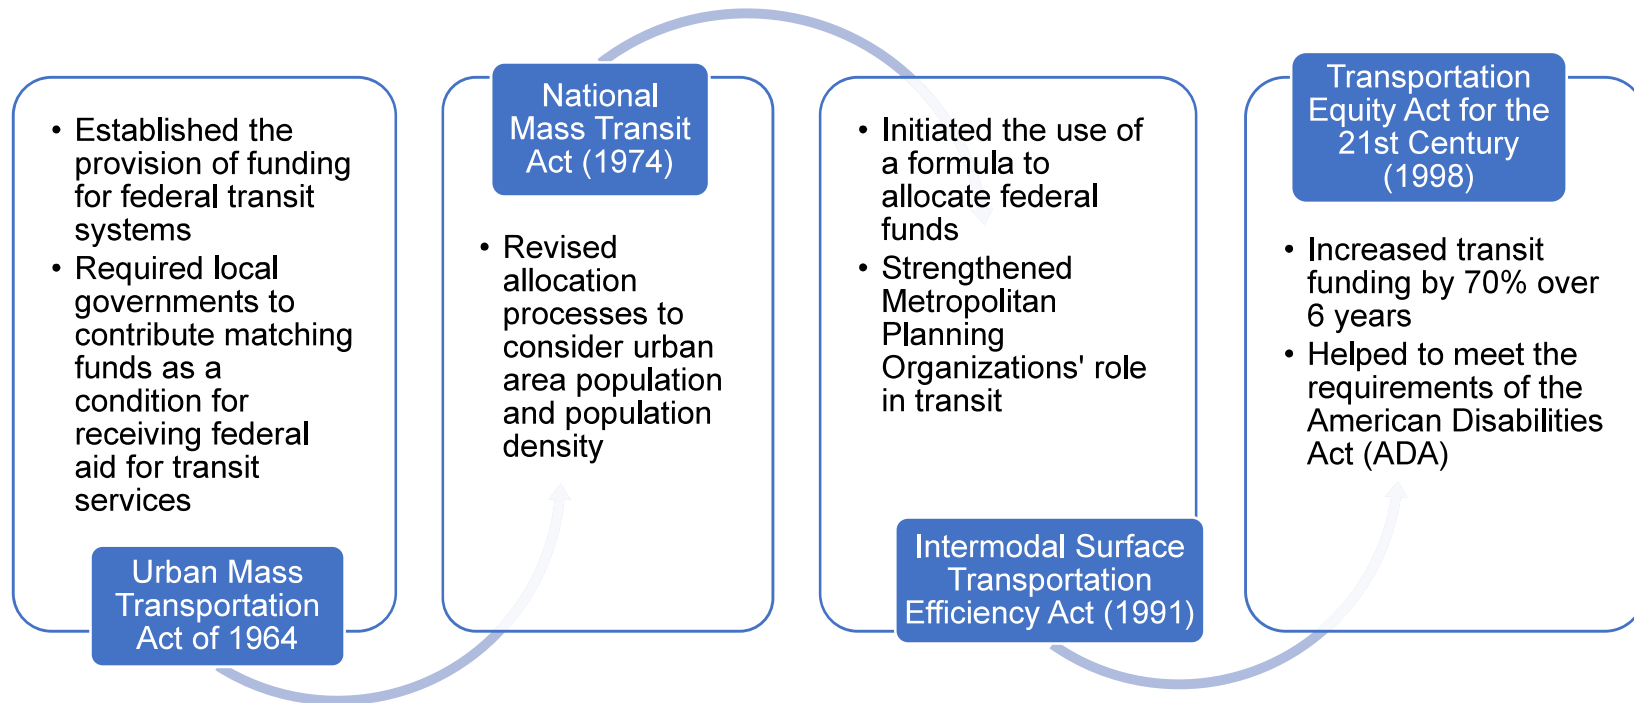 • Established the
provision of funding
for federal transit
systems
• Required local
governments to
contribute matching
funds as a
condition for
receiving federal
aid for transit
services
Urban Mass
Transportation
Act of 1964
National
Mass Transit
Act (1974)
• Revised
allocation
processes to
consider urban
area population
and population
density
• Initiated the use of
a formula to
allocate federal
funds
• Strengthened
Metropolitan
Planning
Organizations' role
in transit
Intermodal Surface
Transportation
Efficiency Act (1991)
Transportation
Equity Act for the
21st Century
(1998)
• Increased transit
funding by 70% over
6 years
• Helped to meet the
requirements of the
American Disabilities
Act (ADA)